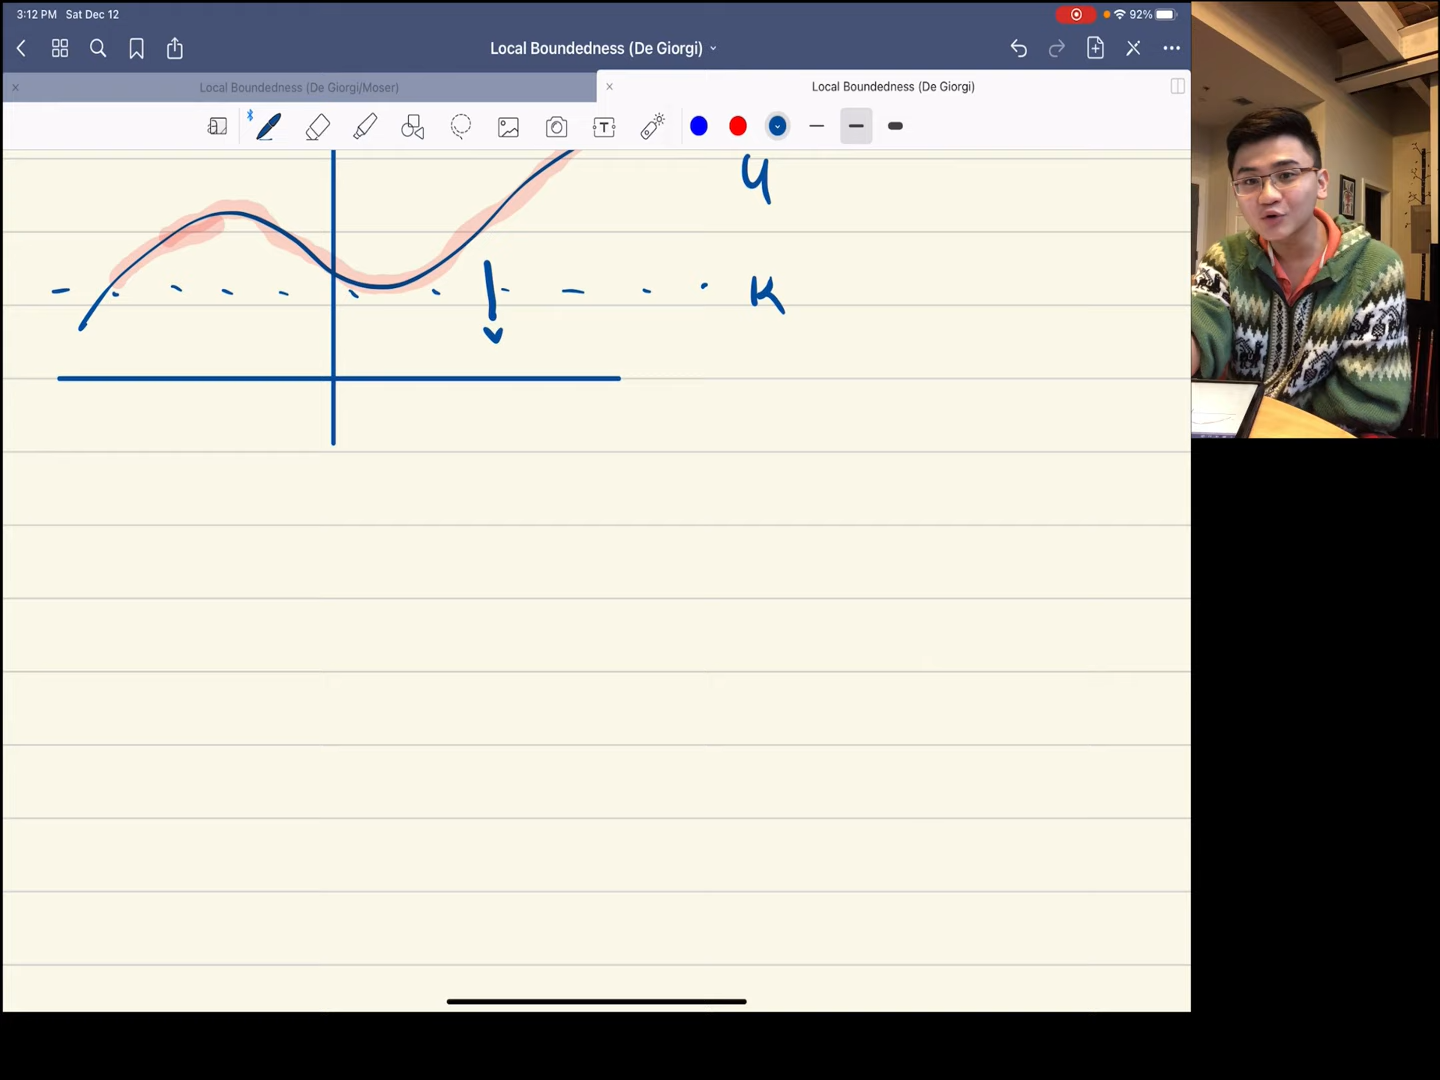 3:12 PM Sat Dec 12
92%
Local Boundedness (De Giorgi)
Local Boundedness (De Giorgi/Moser)
Local Boundedness (De Giorgi)
T
u
k